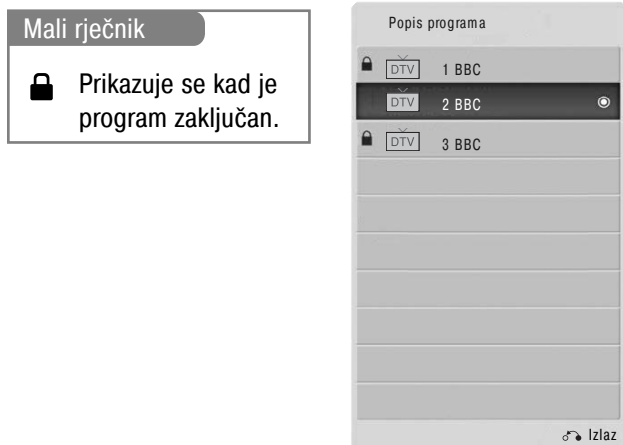 Mali rječnik
Prikazuje se kad je
program zaključan.
Popis programa
DTV 1 BBC
DTV 2 BBC
DTV 3 BBC
Izlaz